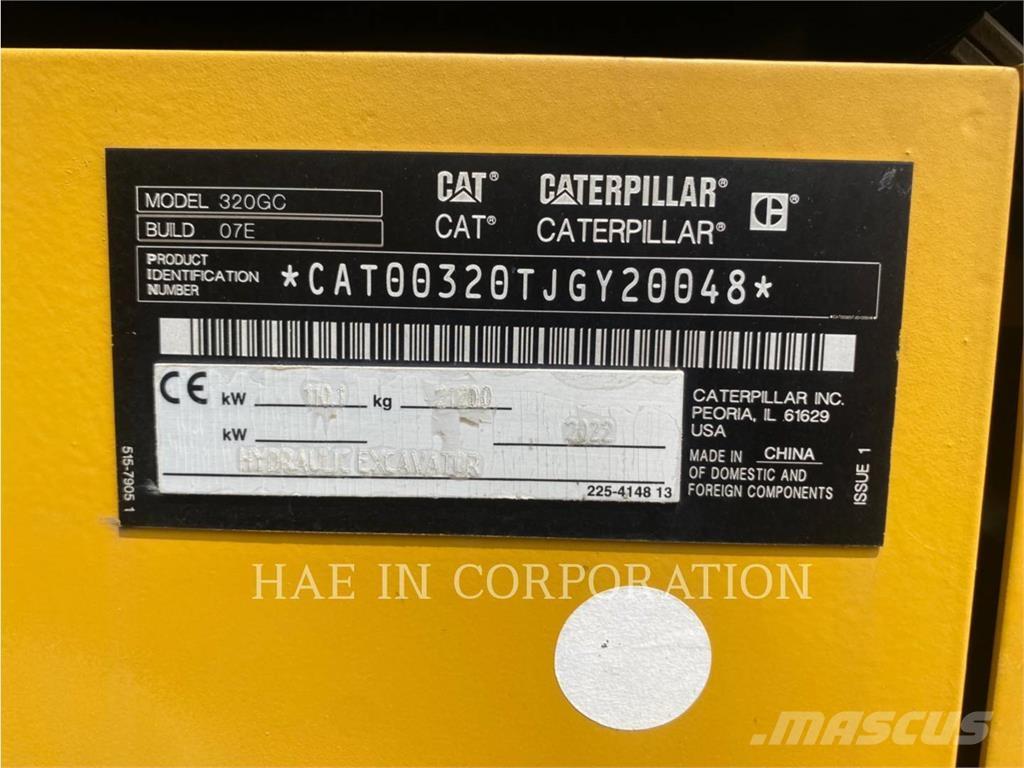 MODEL 320GC
BUILD 07E
CAT® CATERPILLAR® C®
CAT® CATERPILLAR®
PRODUCT IDENTIFICATION NUMBER
*CAT00320TJGY20048*
CE kW 110.1 kg
kW 2022
HYDRAULIC EXCAVATOR
225-4148 13
CATERPILLAR INC.
PEORIA, IL 61629
USA
MADE IN CHINA
OF DOMESTIC AND
FOREIGN COMPONENTS
ISSUE 1
515-7905 1
HAE IN CORPORATION
MASCUS